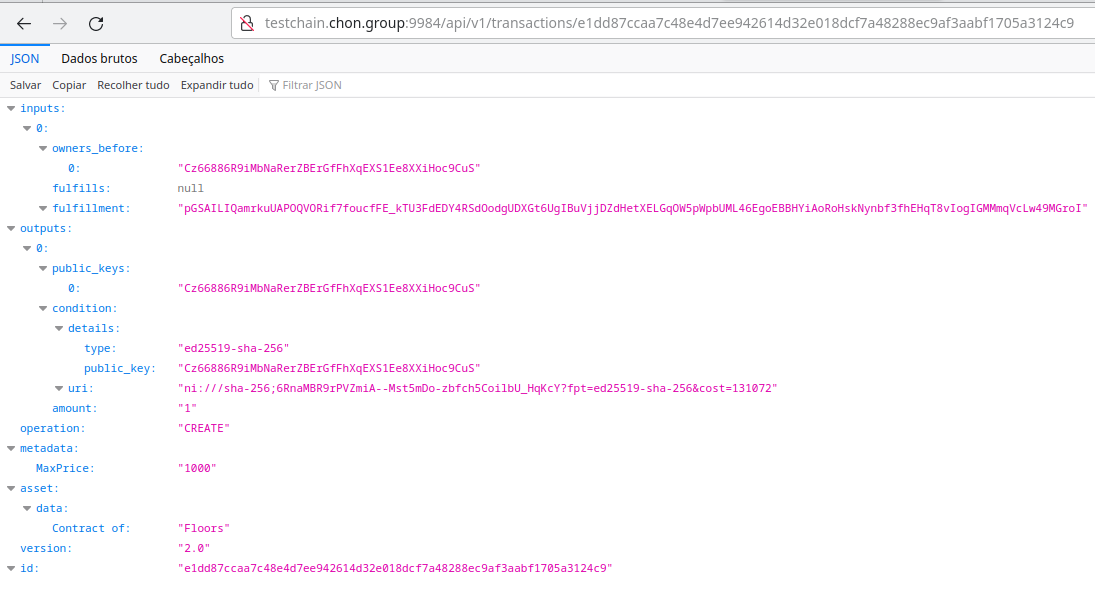 testchain.chon.group:9984/api/v1/transactions/e1dd87ccaa7c48e4d7ee942614d32e018dcf7a48288ec9af3aabf1705a3124c9
JSON Dados brutos Cabeçalhos
Salvar Copiar Recolher tudo Expandir tudo Filtrar JSON
inputs:
0:
owners_before:
0: "Cz66886R9iMbNaRerZBErGfFhXqEXS1Ee8XXiHoc9CuS"
fulfills: null
fulfillment: "pGSAILIQamrkuUAPOQVORif7foucfFE_kTU3FdEDY4RSdOodgUDXGt6UgIBuVjjDZdHetXELGqOW5pWpbUML46EgoEBBHYiAoRoHskNynbf3fhEHqT8vIogIGMMmqVcLw49MGroI"
outputs:
0:
public_keys:
0: "Cz66886R9iMbNaRerZBErGfFhXqEXS1Ee8XXiHoc9CuS"
condition:
details:
type: "ed25519-sha-256"
public_key: "Cz66886R9iMbNaRerZBErGfFhXqEXS1Ee8XXiHoc9CuS"
uri: "ni:///sha-256;6RnaMBR9rPVZmiA--Mst5mDo-zbfch5Coi1bU_HqKcY?fpt=ed25519-sha-256&cost=131072"
amount: "1"
operation: "CREATE"
metadata:
MaxPrice: "1000"
asset:
data:
Contract of: "Floors"
version: "2.0"
id: "e1dd87ccaa7c48e4d7ee942614d32e018dcf7a48288ec9af3aabf1705a3124c9"